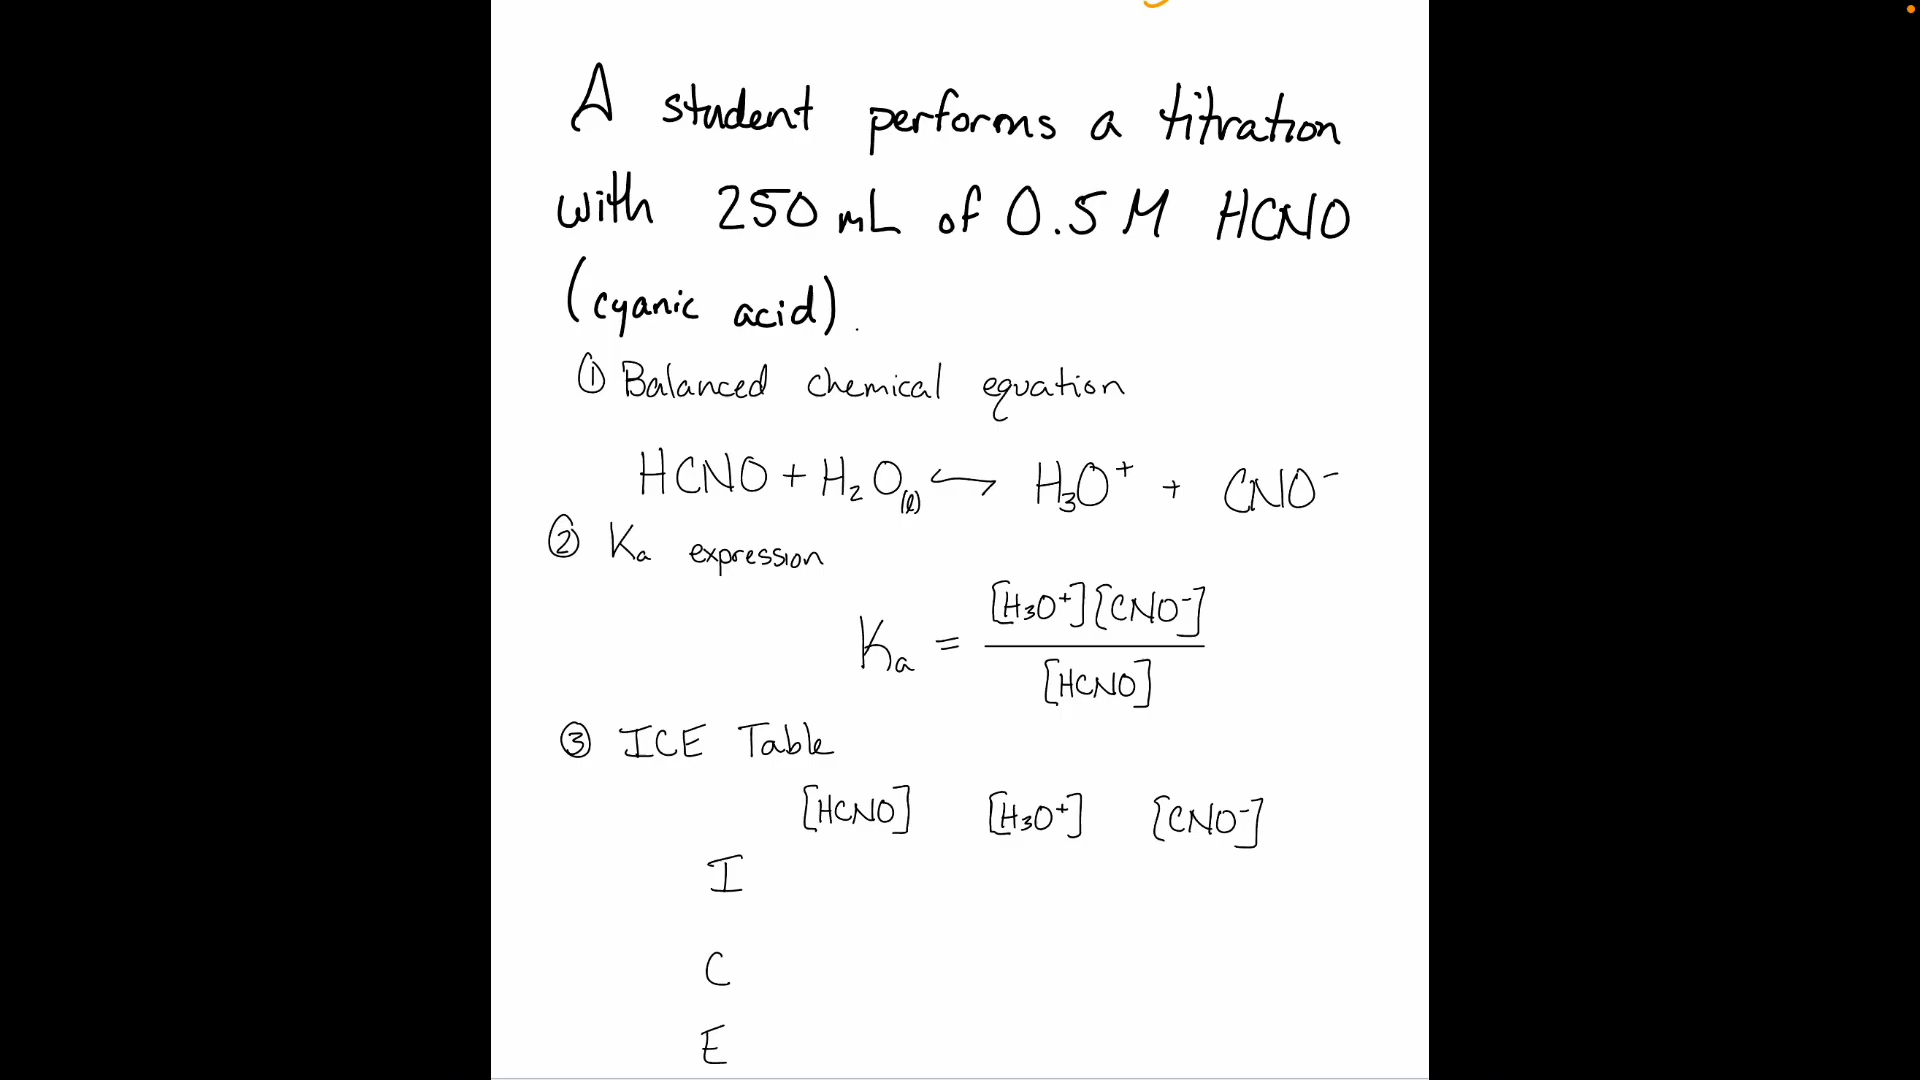 A student performs a titration
with 250 mL of 0.5 M HCNO
(cyanic acid).
① Balanced chemical equation
HCNO + H₂O(l) ⟷ H₃O⁺ + CNO⁻
② Ka expression
[H₃O⁺][CNO⁻]
Ka =
[HCNO]
③ ICE Table
[HCNO] [H₃O⁺] [CNO⁻]
I
C
E